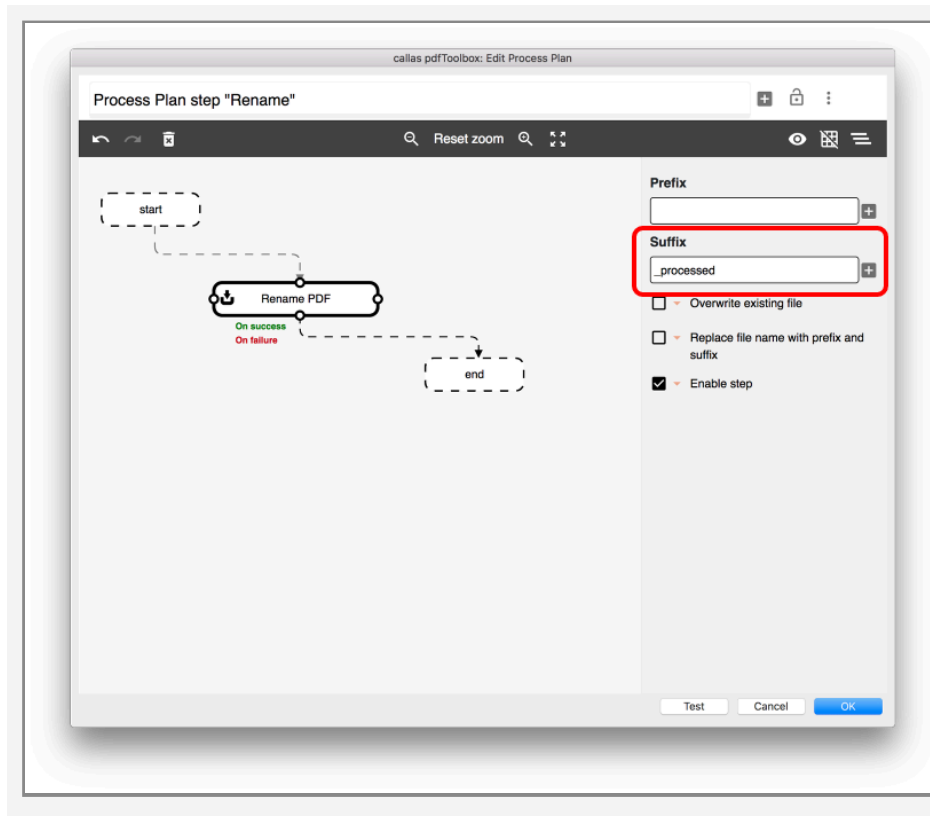 callas pdfToolbox: Edit Process Plan
Process Plan step "Rename"
Reset zoom
start
Rename PDF
On success
On failure
end
Prefix
Suffix
_processed
Overwrite existing file
Replace file name with prefix and
suffix
Enable step
Test
Cancel
OK